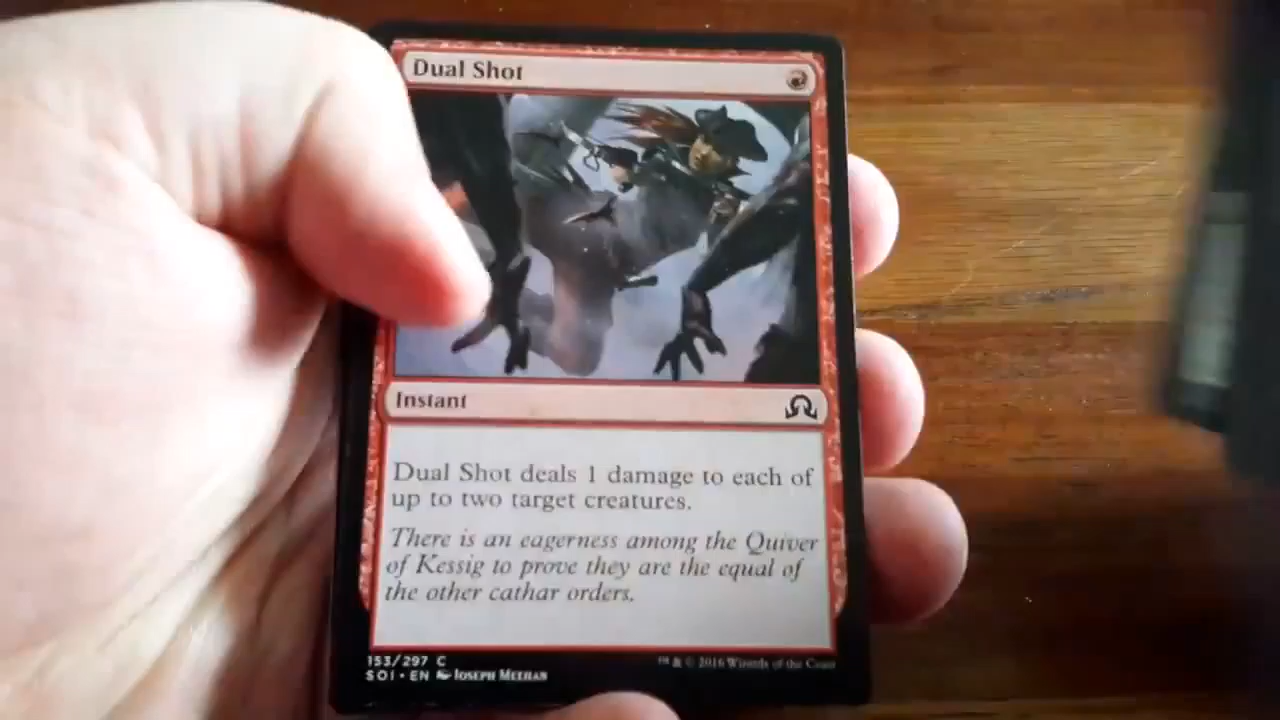 Dual Shot
Instant
Dual Shot deals 1 damage to each of
up to two target creatures.
There is an eagerness among the Quiver
of Kessig to prove they are the equal of
the other cathar orders.
153/297 C
SOI • EN Joseph Meehan
™ & © 2016 Wizards of the Coast